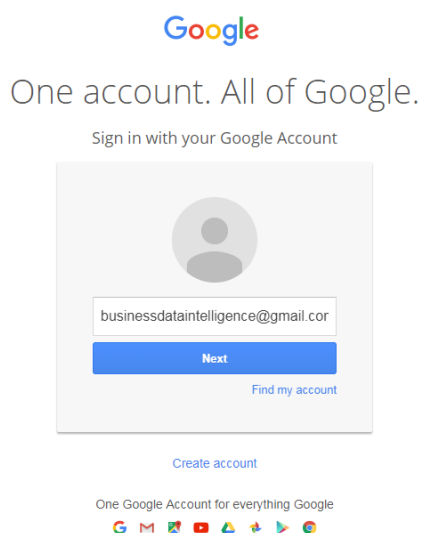 Google
One account. All of Google.
Sign in with your Google Account
businessdataintelligence@gmail.cor
Next
Find my account
Create account
One Google Account for everything Google